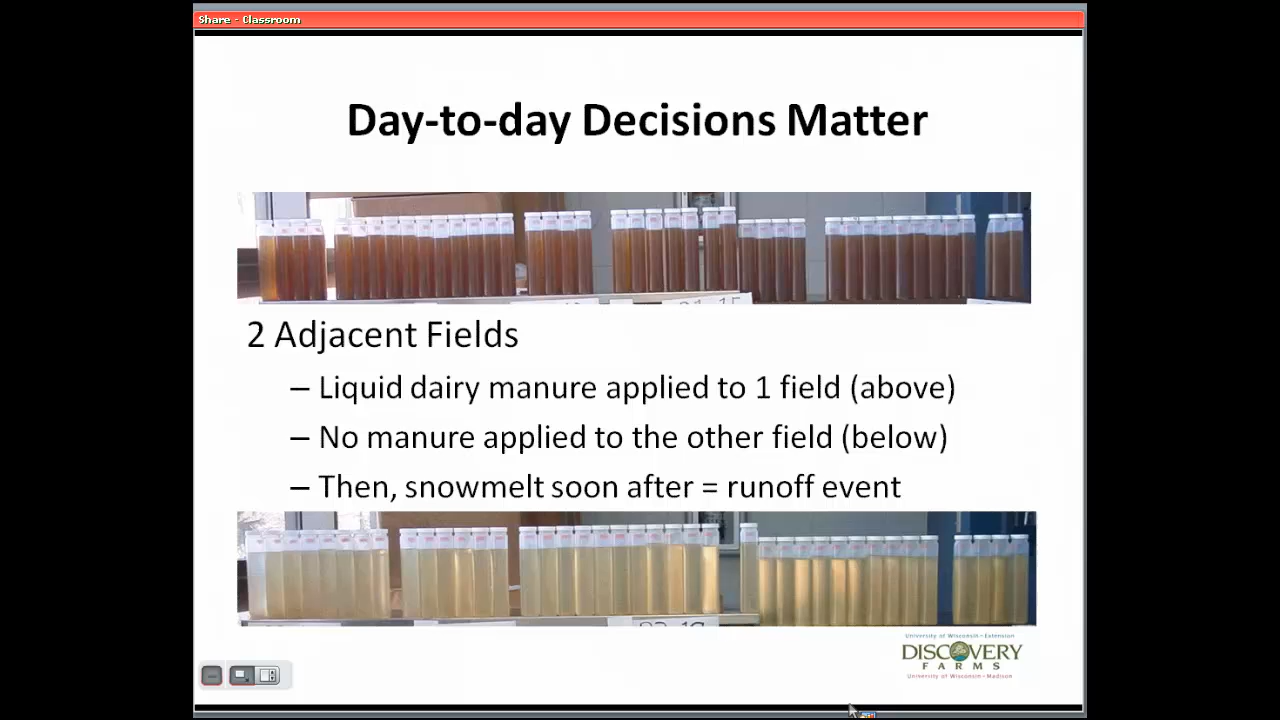 Share - Classroom
Day-to-day Decisions Matter
2 Adjacent Fields
– Liquid dairy manure applied to 1 field (above)
– No manure applied to the other field (below)
– Then, snowmelt soon after = runoff event
University of Wisconsin - Extension
DISCOVERY
FARMS
University of Wisconsin - Madison